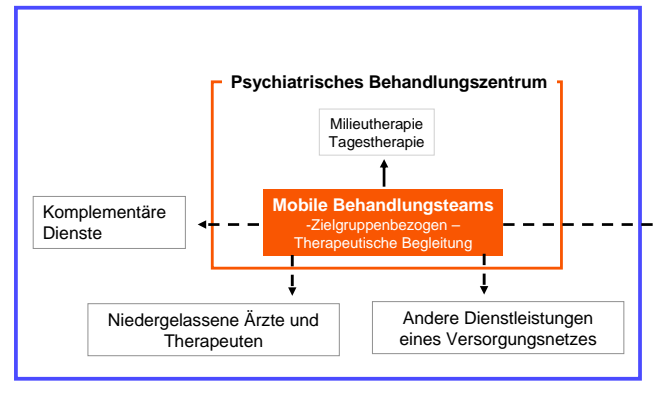 Psychiatrisches Behandlungszentrum
Milieutherapie
Tagestherapie
Mobile Behandlungsteams
-Zielgruppenbezogen –
Therapeutische Begleitung
Komplementäre
Dienste
Niedergelassene Ärzte und
Therapeuten
Andere Dienstleistungen
eines Versorgungsnetzes